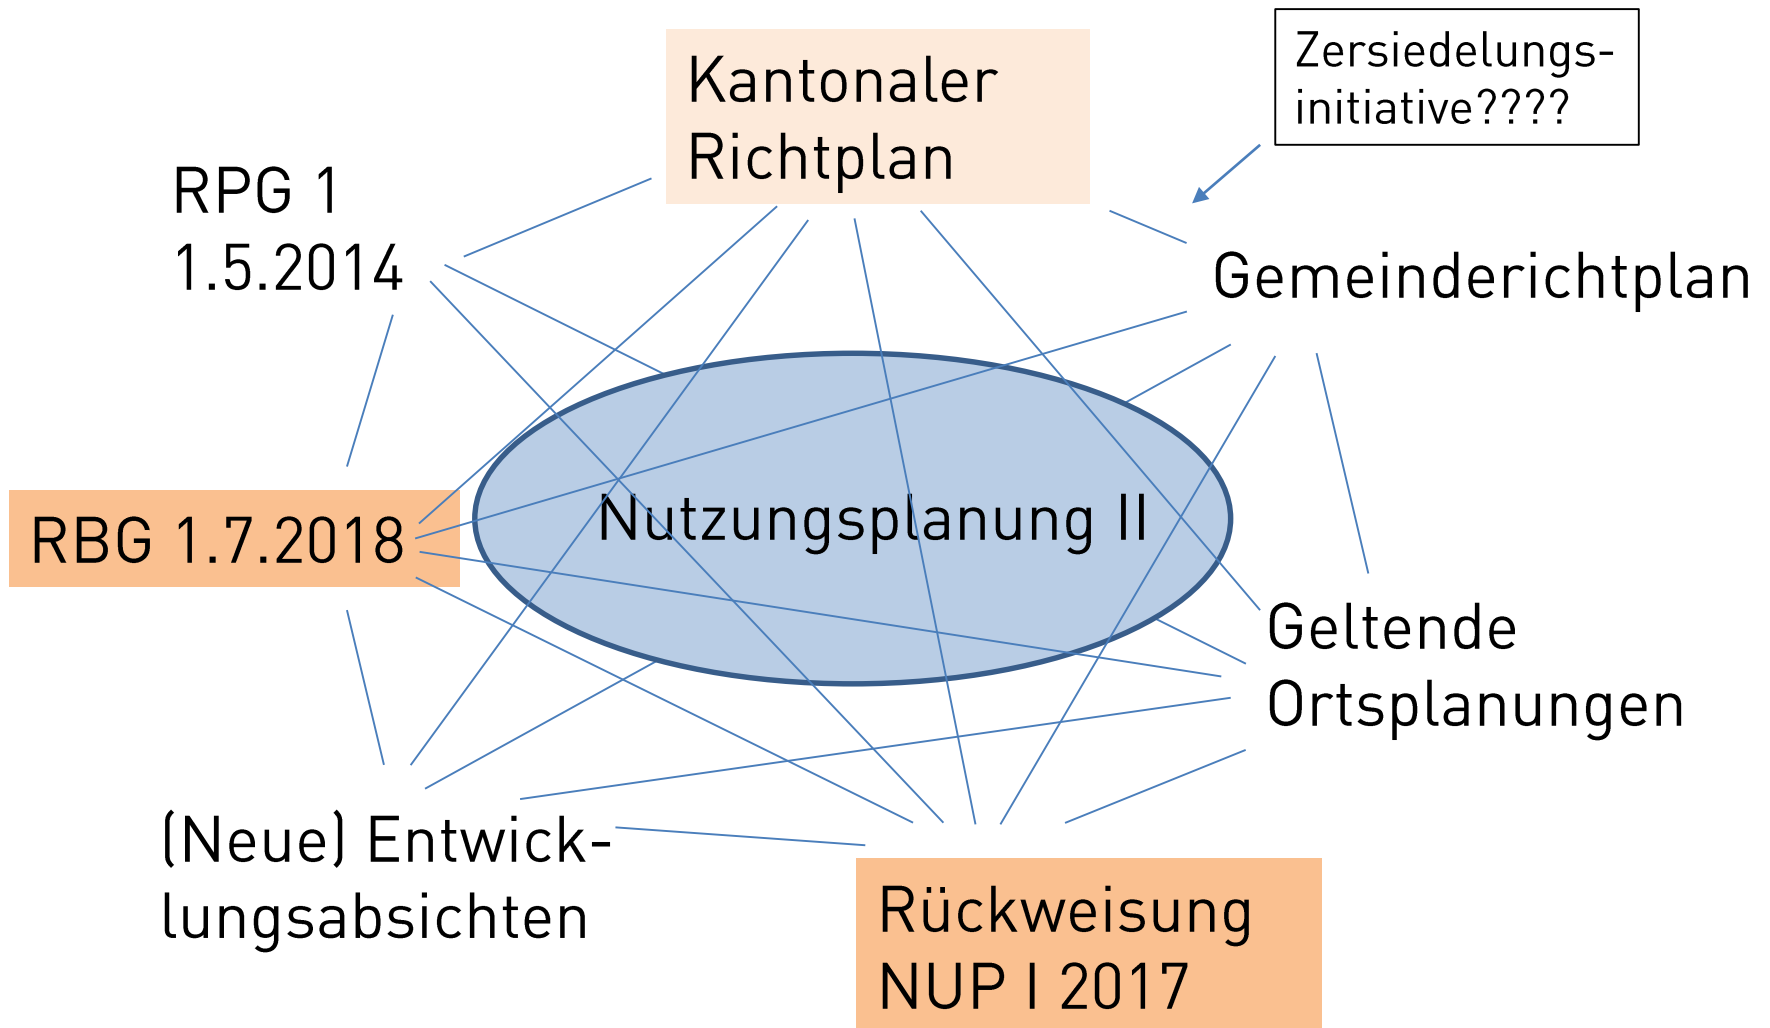 Kantonaler
Richtplan
Zersiedelungs-
initiative????
RPG 1
1.5.2014
Gemeinderichtplan
RBG 1.7.2018
Nutzungsplanung II
Geltende
Ortsplanungen
(Neue) Entwick-
lungsabsichten
Rückweisung
NUP I 2017